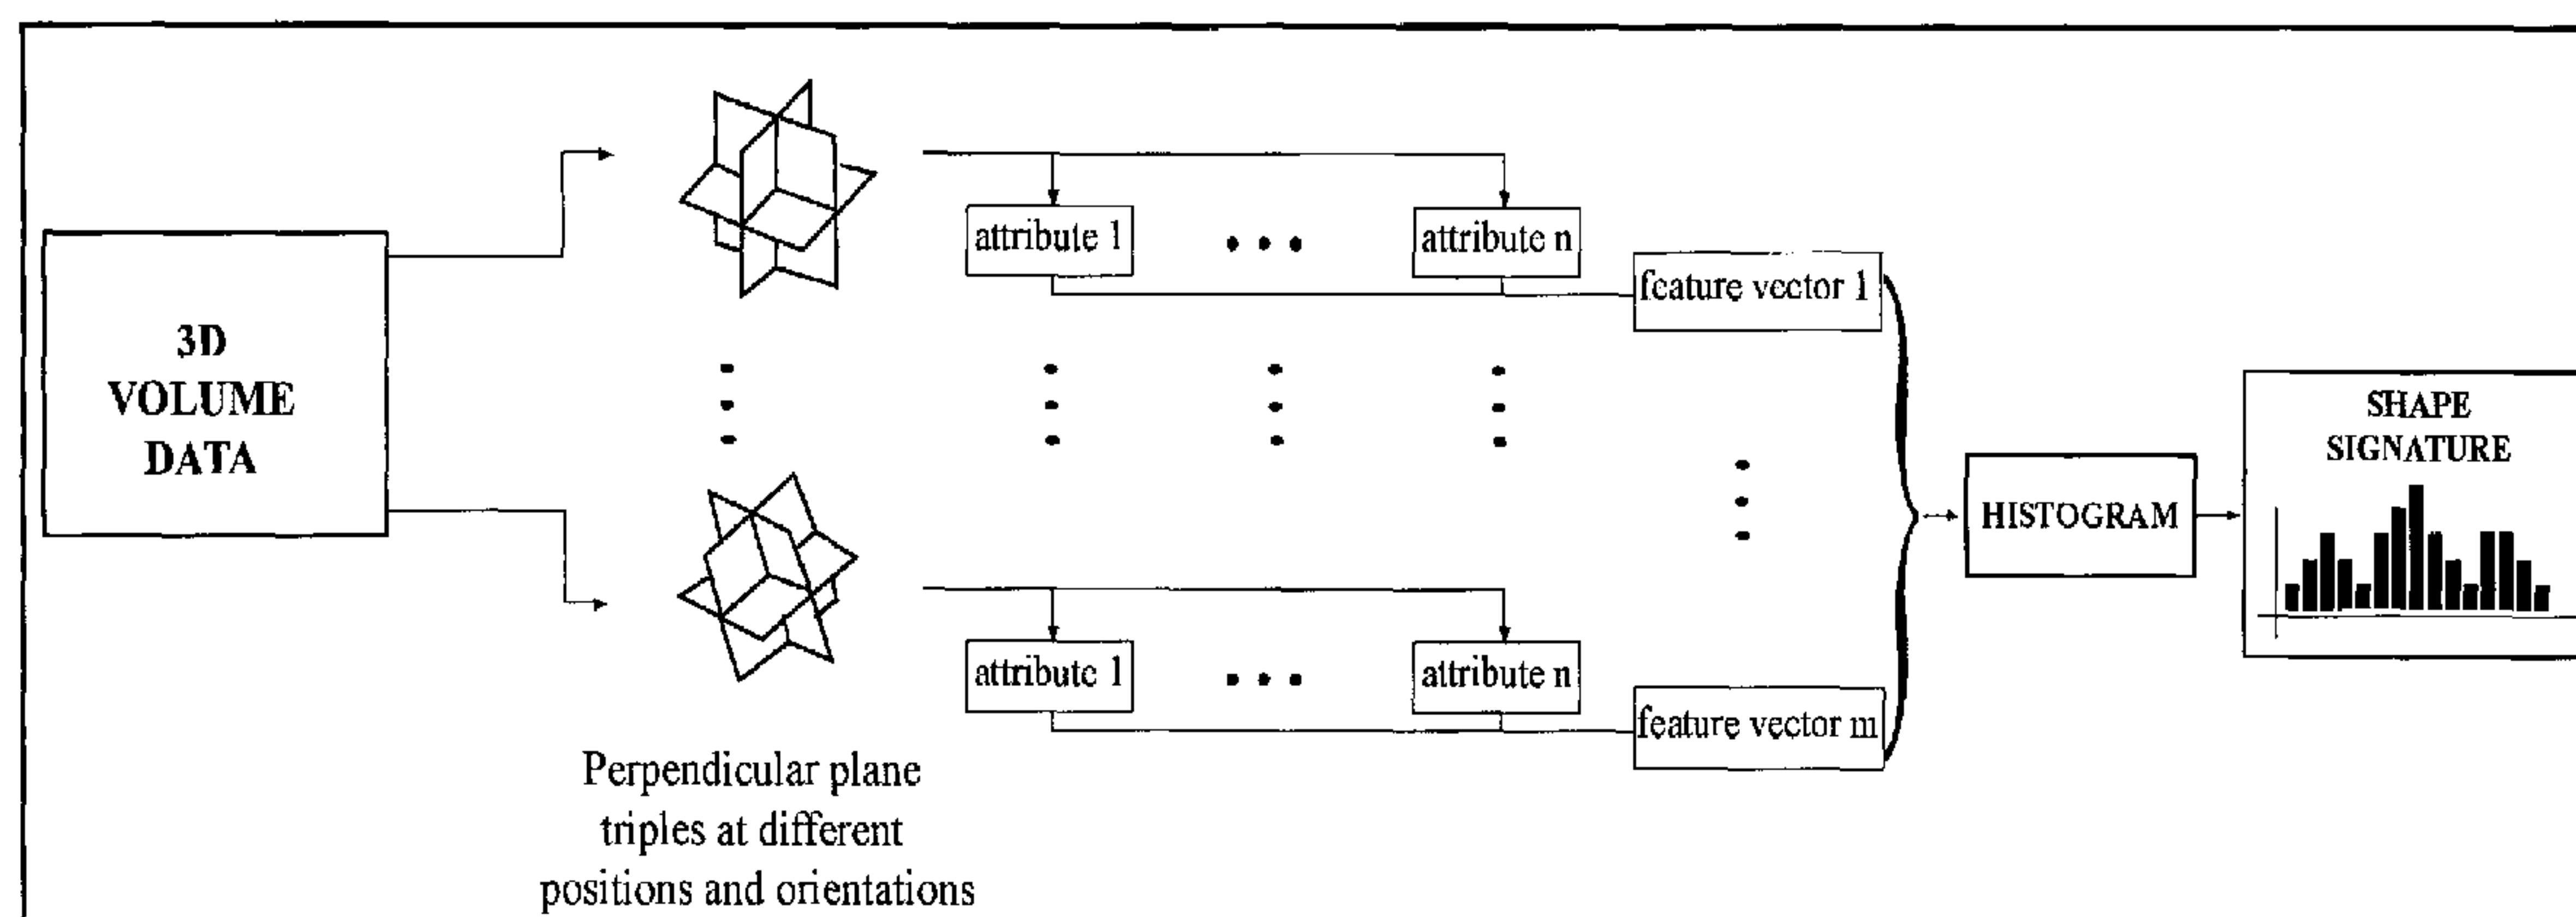 3D
VOLUME
DATA
attribute 1
attribute n
feature vector 1
attribute 1
attribute n
feature vector m
Perpendicular plane
triples at different
positions and orientations
HISTOGRAM
SHAPE
SIGNATURE